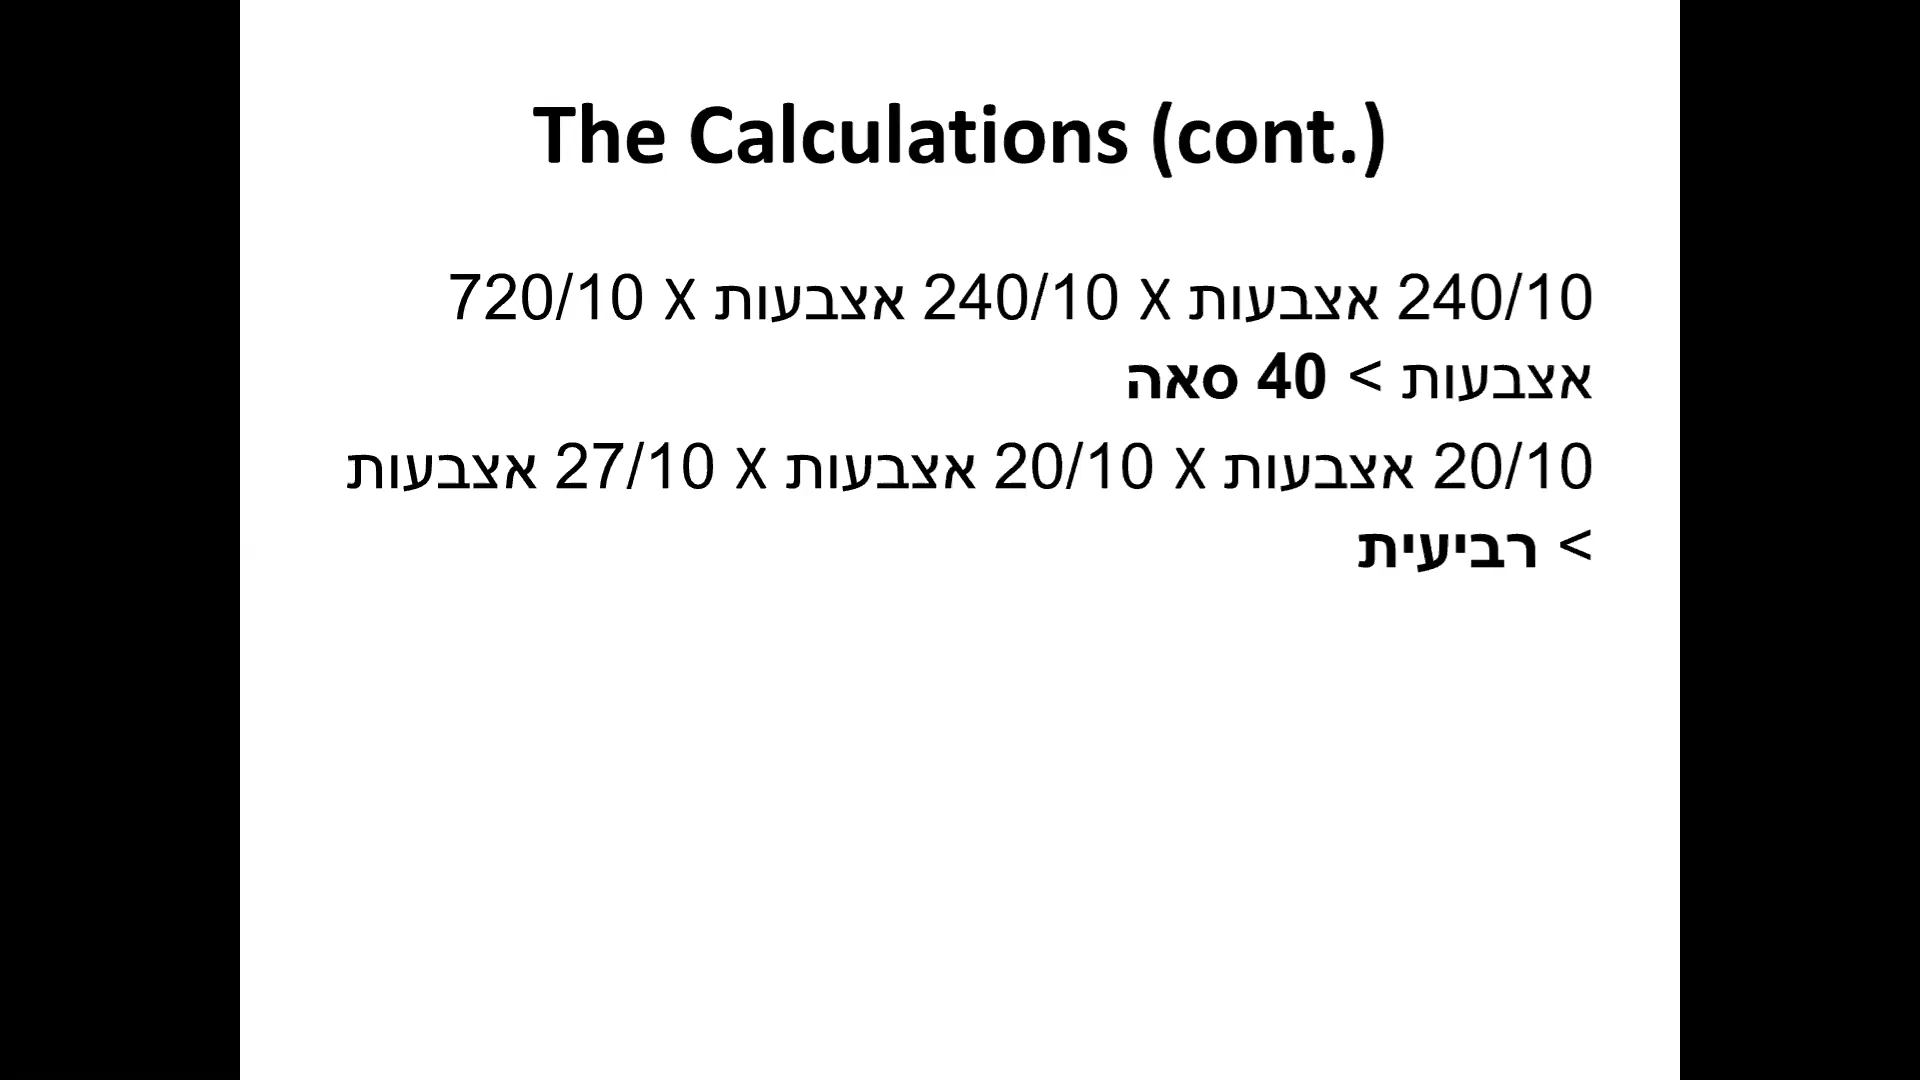 The Calculations (cont.)
240/10 אצבעות X 240/10 אצבעות X 720/10
אצבעות > 40 סאה
20/10 אצבעות X 20/10 אצבעות X 27/10 אצבעות
> רביעית